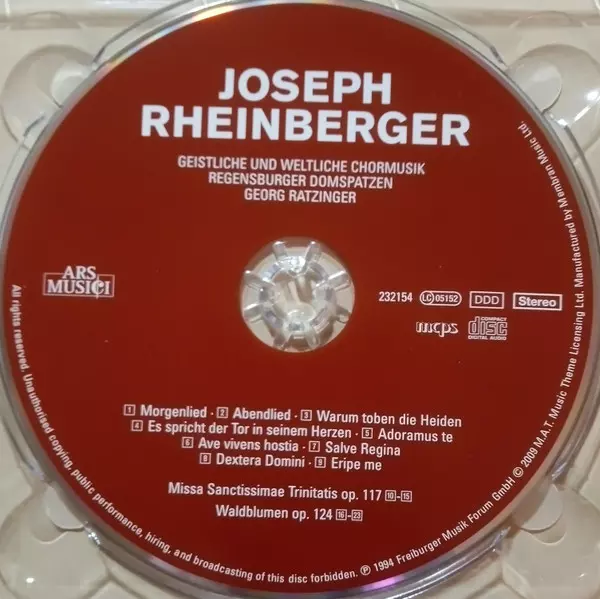 JOSEPH
RHEINBERGER
GEISTLICHE UND WELTLICHE CHORMUSIK
REGENSBURGER DOMSPATZEN
GEORG RATZINGER
ARS
MUSICI
232154 LC 05152 DDD Stereo
mcps COMPACT disc DIGITAL AUDIO
1 Morgenlied · 2 Abendlied · 3 Warum toben die Heiden
4 Es spricht der Tor in seinem Herzen · 5 Adoramus te
6 Ave vivens hostia · 7 Salve Regina
8 Dextera Domini · 9 Eripe me
Missa Sanctissimae Trinitatis op. 117 10-15
Waldblumen op. 124 16-23
All rights reserved. Unauthorised copying, public performance, hiring, and broadcasting of this disc forbidden. ℗ 1994 Freiburger Musik Forum GmbH © 2009 M.A.T. Music Theme Licensing Ltd. Manufactured by Membran Music Ltd.